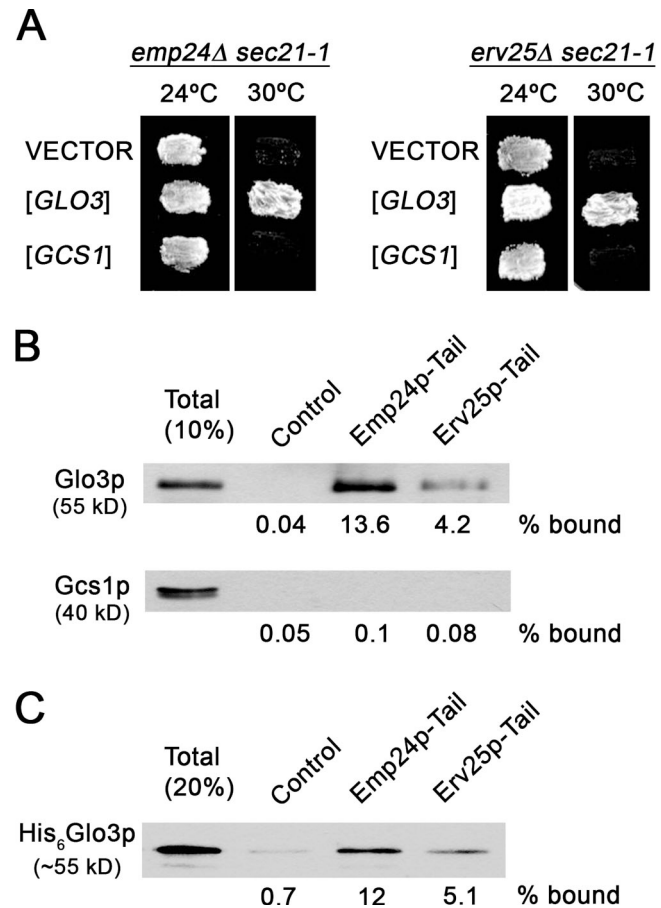 A
emp24Δ sec21-1
erv25Δ sec21-1
24ºC 30ºC
24ºC 30ºC
VECTOR
[GLO3]
[GCS1]
VECTOR
[GLO3]
[GCS1]
B
Total
(10%)
Control
Emp24p-Tail
Erv25p-Tail
Glo3p
(55 kD)
0.04 13.6 4.2 % bound
Gcs1p
(40 kD)
0.05 0.1 0.08 % bound
C
Total
(20%)
Control
Emp24p-Tail
Erv25p-Tail
His₆Glo3p
(~55 kD)
0.7 12 5.1 % bound